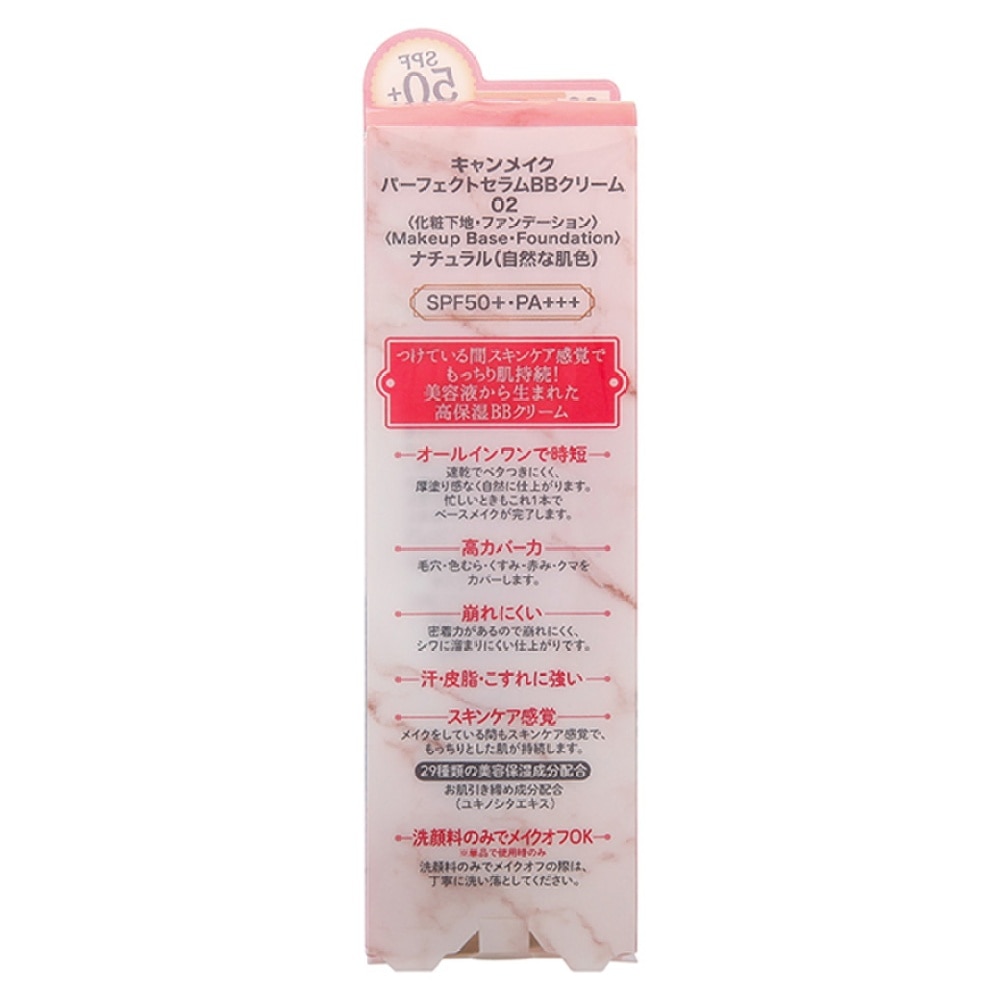 SPF
50+
キャンメイク
パーフェクトセラムBBクリーム
02
〈化粧下地・ファンデーション〉
〈Makeup Base・Foundation〉
ナチュラル(自然な肌色)
SPF50+・PA+++
つけている間スキンケア感覚で
もっちり肌持続!
美容液から生まれた
高保湿BBクリーム
オールインワンで時短
速乾でベタつきにくく、
厚塗り感なく自然に仕上がります。
忙しいときもこれ1本で
ベースメイクが完了します。
高カバー力
毛穴・色むら・くすみ・赤み・クマを
カバーします。
崩れにくい
密着力があるので崩れにくく、
シワに溜まりにくい仕上がりです。
汗・皮脂・こすれに強い
スキンケア感覚
メイクをしている間もスキンケア感覚で、
もっちりとした肌が持続します。
29種類の美容保湿成分配合
お肌引き締め成分配合
(ユキノシタエキス)
洗顔料のみでメイクオフOK
※単品で使用時のみ
洗顔料のみでメイクオフの際は、
丁寧に洗い落としてください。